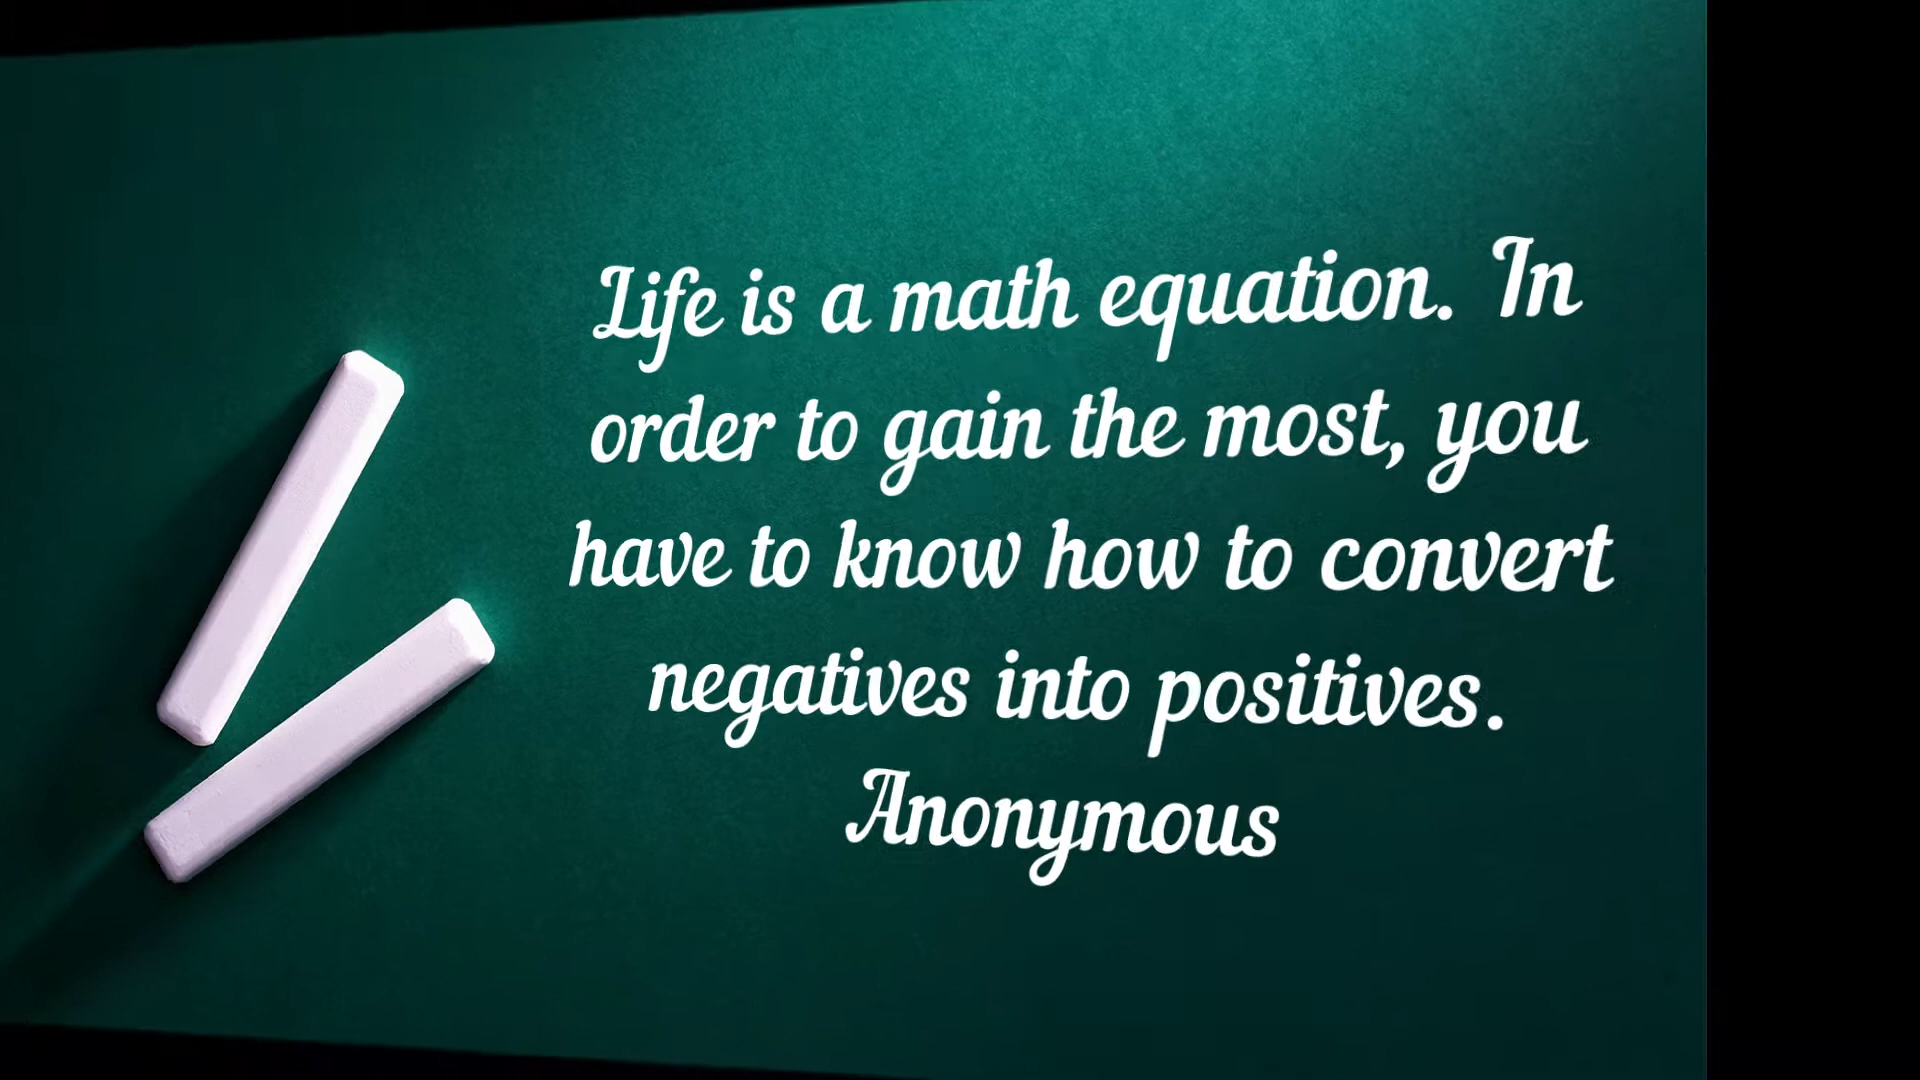 Life is a math equation. In
order to gain the most, you
have to know how to convert
negatives into positives.
Anonymous